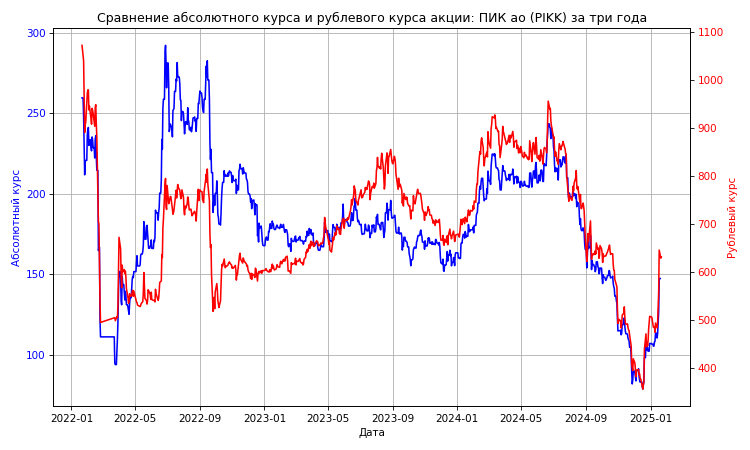 Сравнение абсолютного курса и рублевого курса акции: ПИК ао (PIKK) за три года
300
250
200
150
100
Абсолютный курс
1100
1000
900
800
700
600
500
400
Рублевый курс
2022-01 2022-05 2022-09 2023-01 2023-05 2023-09 2024-01 2024-05 2024-09 2025-01
Дата